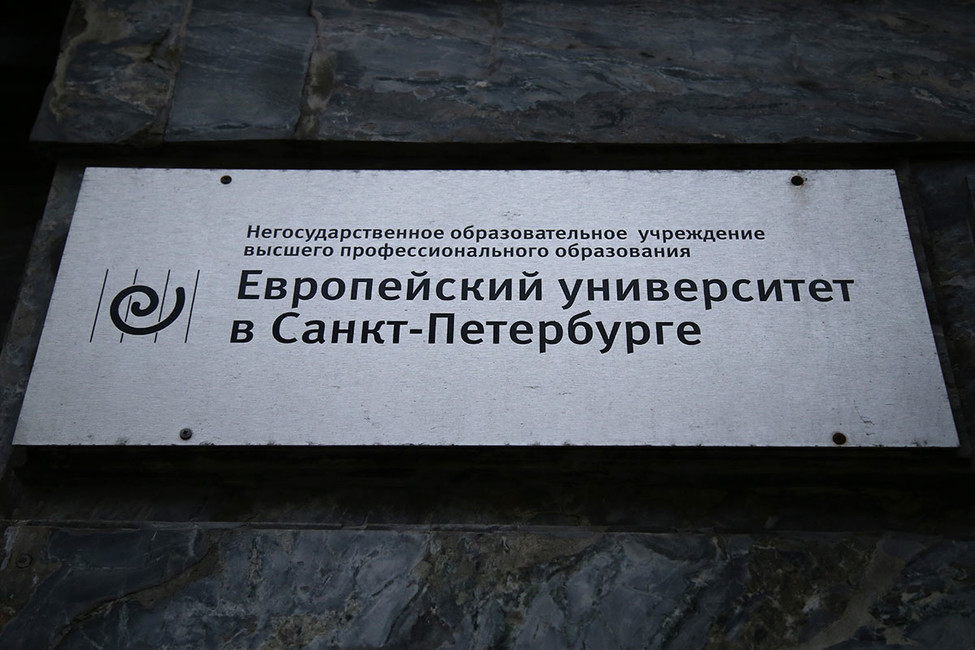 Негосударственное образовательное учреждение
высшего профессионального образования
Европейский университет
в Санкт-Петербурге